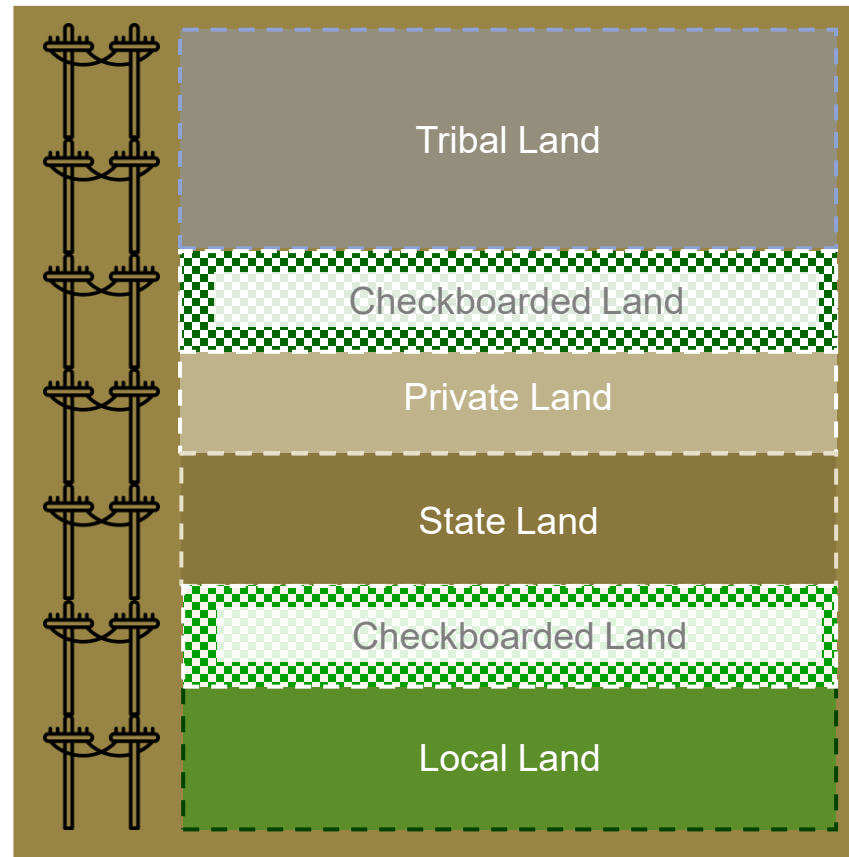 Tribal Land
Checkboarded Land
Private Land
State Land
Checkboarded Land
Local Land